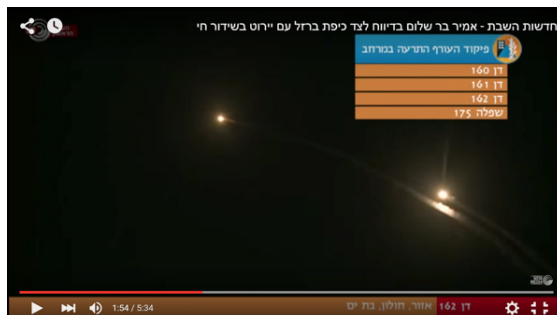 חדשות השבת - אמיר בר שלום בדיווח לצד כיפת ברזל עם יירוט בשידור חי
פיקוד העורף התרעה במרחב
דן 160
דן 161
דן 162
שפלה 175
1:54 / 5:34
דן 162 אזור, חולון, בת ים